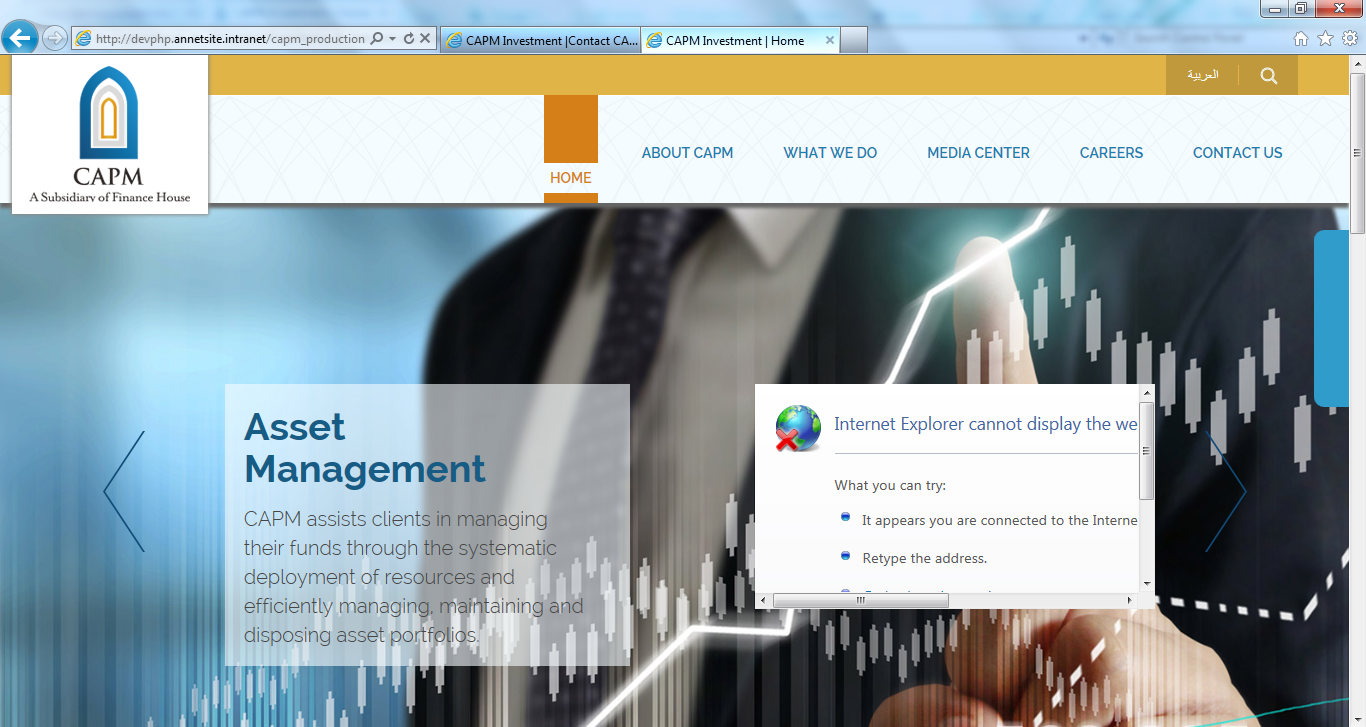 http://devphp.annetsite.intranet/capm_production
CAPM Investment |Contact CA...
CAPM Investment | Home
العربية
CAPM
A Subsidiary of Finance House
HOME
ABOUT CAPM
WHAT WE DO
MEDIA CENTER
CAREERS
CONTACT US
Asset
Management
CAPM assists clients in managing
their funds through the systematic
deployment of resources and
efficiently managing, maintaining and
disposing asset portfolios.
Internet Explorer cannot display the we
What you can try:
It appears you are connected to the Interne
Retype the address.